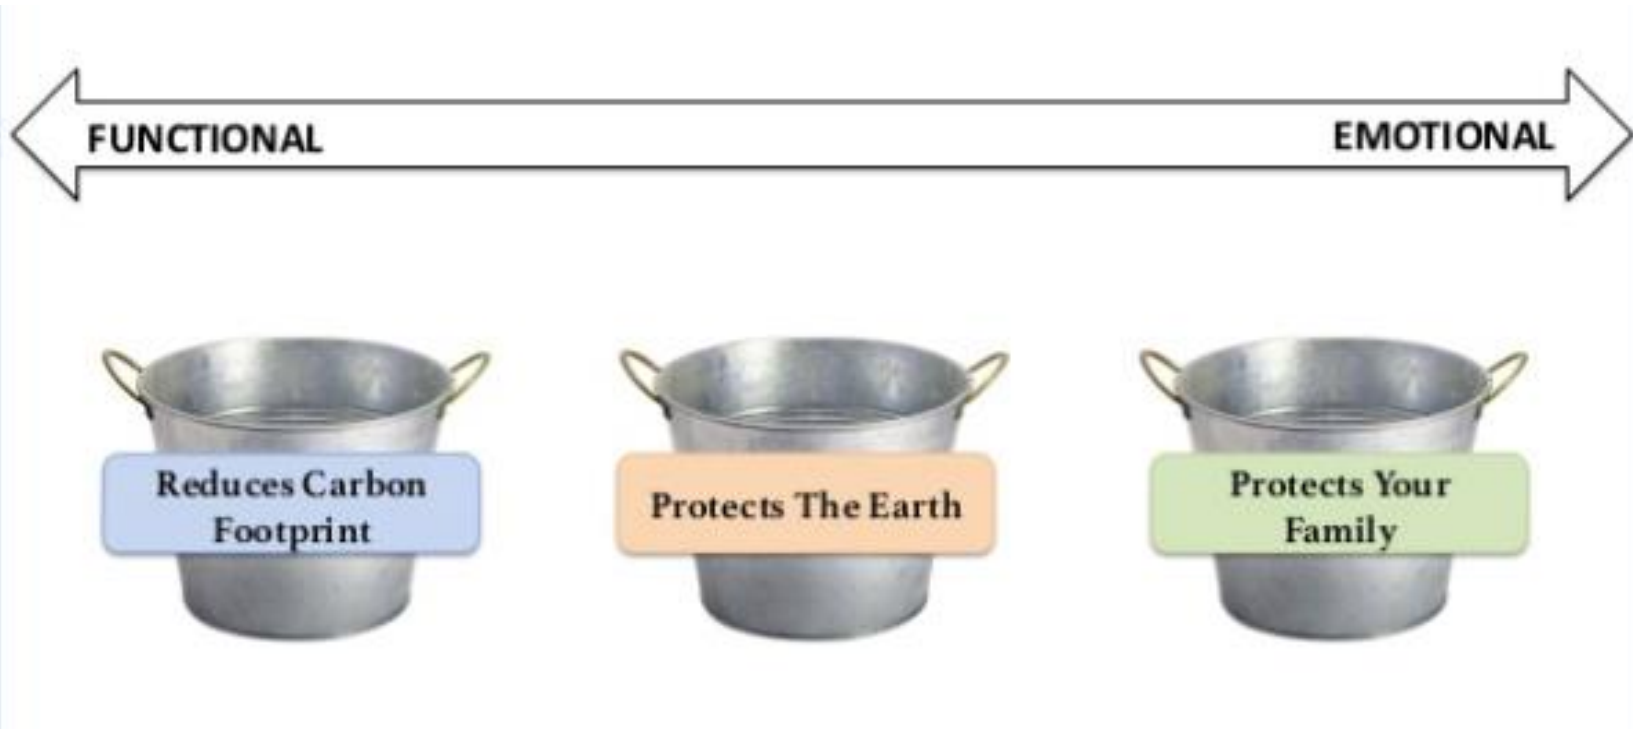 FUNCTIONAL EMOTIONAL
Reduces Carbon
Footprint
Protects The Earth
Protects Your
Family